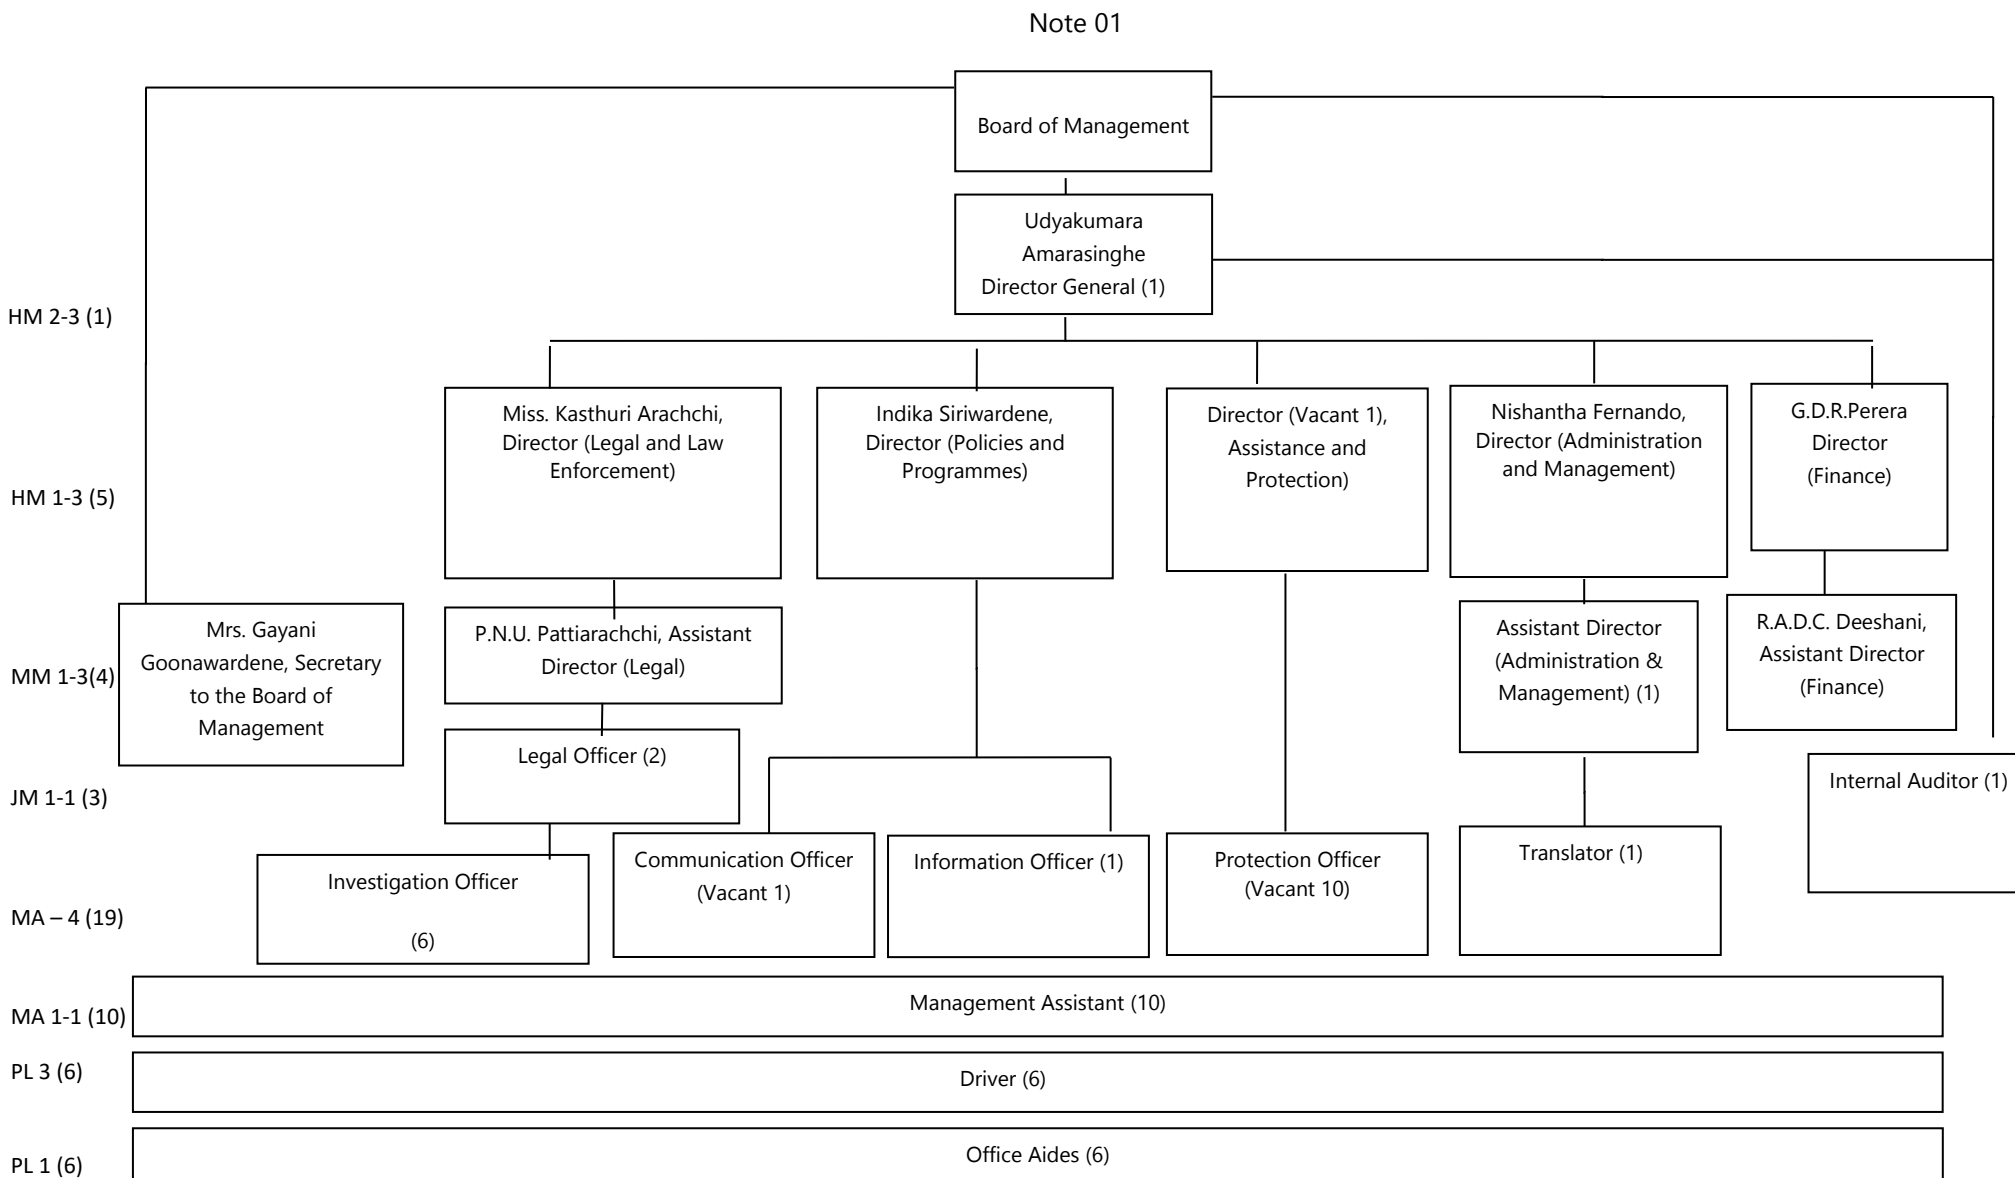 Note 01
Board of Management
Udyakumara
Amarasinghe
Director General (1)
HM 2-3 (1)
Miss. Kasthuri Arachchi,
Director (Legal and Law
Enforcement)
Indika Siriwardene,
Director (Policies and
Programmes)
Director (Vacant 1),
Assistance and
Protection)
Nishantha Fernando,
Director (Administration
and Management)
G.D.R.Perera
Director
(Finance)
HM 1-3 (5)
Mrs. Gayani
Goonawardene, Secretary
to the Board of
Management
P.N.U. Pattiarachchi, Assistant
Director (Legal)
Assistant Director
(Administration &
Management) (1)
R.A.D.C. Deeshani,
Assistant Director
(Finance)
MM 1-3(4)
Legal Officer (2)
Internal Auditor (1)
JM 1-1 (3)
Investigation Officer
(6)
Communication Officer
(Vacant 1)
Information Officer (1)
Protection Officer
(Vacant 10)
Translator (1)
MA – 4 (19)
Management Assistant (10)
MA 1-1 (10)
PL 3 (6)
Driver (6)
Office Aides (6)
PL 1 (6)